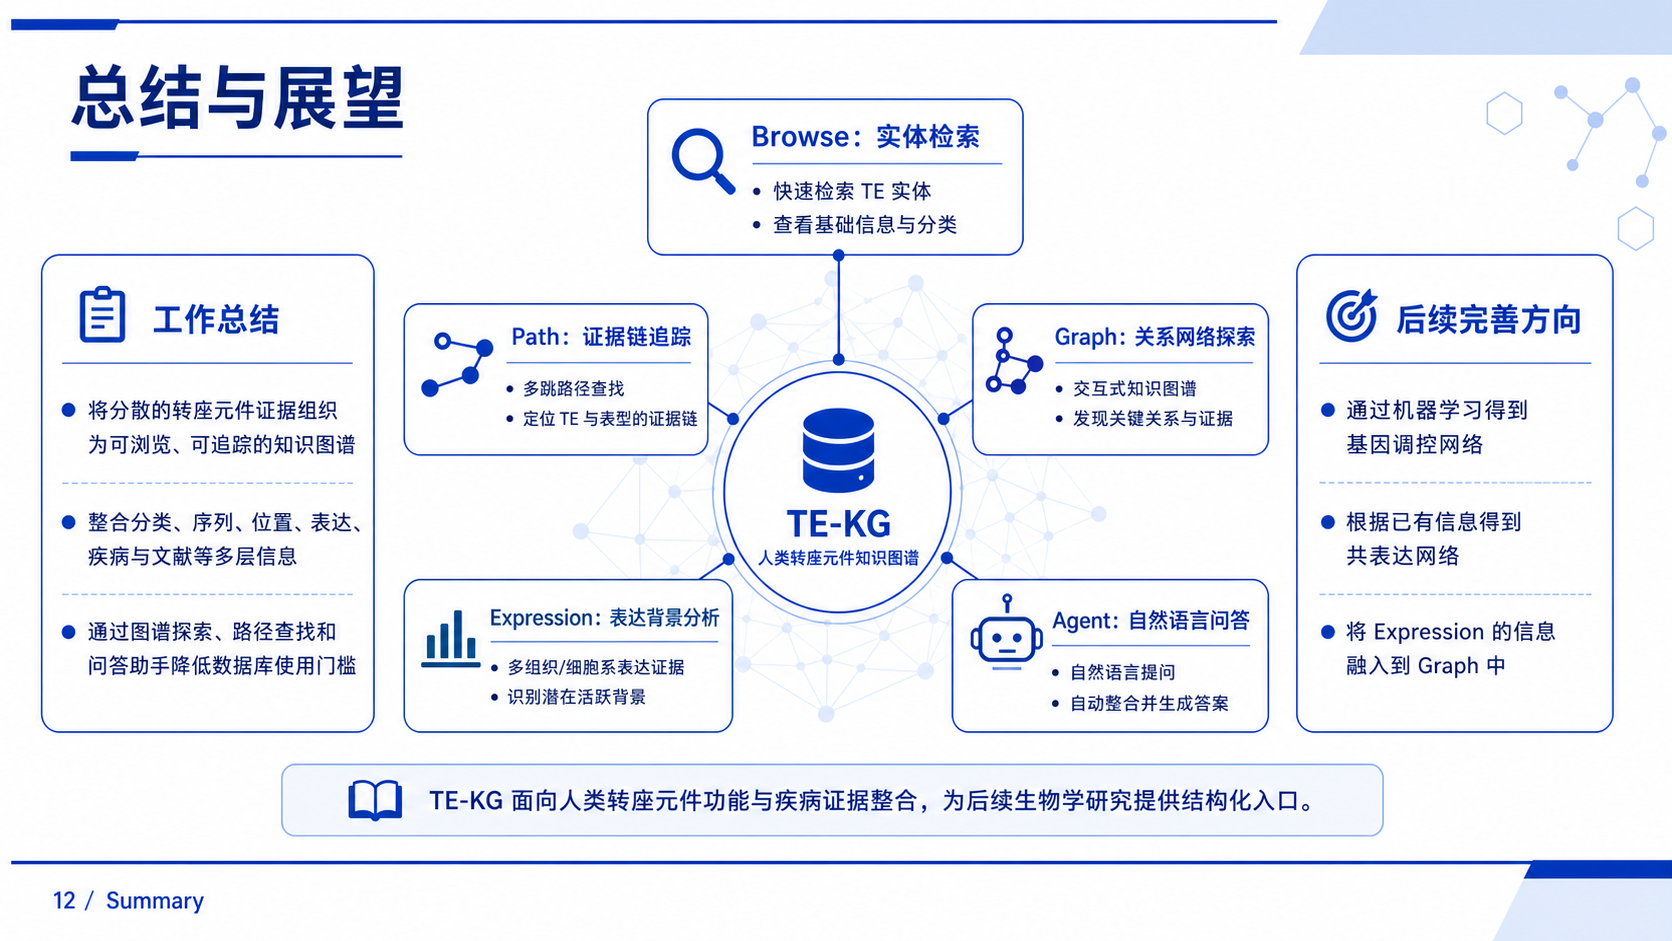 总结与展望
Browse：实体检索
• 快速检索 TE 实体
• 查看基础信息与分类
工作总结
• 将分散的转座元件证据组织
为可浏览、可追踪的知识图谱
• 整合分类、序列、位置、表达、
疾病与文献等多层信息
• 通过图谱探索、路径查找和
问答助手降低数据库使用门槛
Path：证据链追踪
• 多跳路径查找
• 定位 TE 与表型的证据链
Graph：关系网络探索
• 交互式知识图谱
• 发现关键关系与证据
TE-KG
人类转座元件知识图谱
Expression：表达背景分析
• 多组织/细胞系表达证据
• 识别潜在活跃背景
Agent：自然语言问答
• 自然语言提问
• 自动整合并生成答案
后续完善方向
• 通过机器学习得到
基因调控网络
• 根据已有信息得到
共表达网络
• 将 Expression 的信息
融入到 Graph 中
TE-KG 面向人类转座元件功能与疾病证据整合，为后续生物学研究提供结构化入口。
12 / Summary